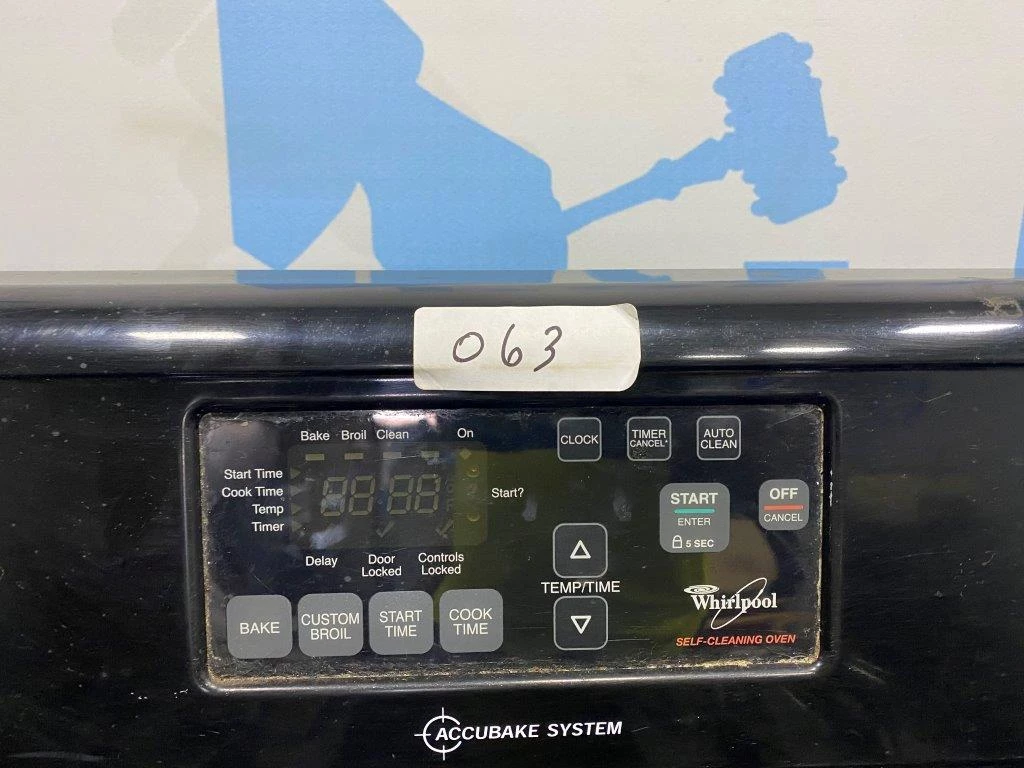 063
Bake Broil Clean On
Start Time
Cook Time
Temp
Timer
88:88
Start?
Delay
Door
Locked
Controls
Locked
CLOCK
TIMER
CANCEL*
AUTO
CLEAN
START
ENTER
5 SEC
OFF
CANCEL
TEMP/TIME
BAKE
CUSTOM
BROIL
START
TIME
COOK
TIME
Whirlpool
SELF-CLEANING OVEN
ACCUBAKE SYSTEM